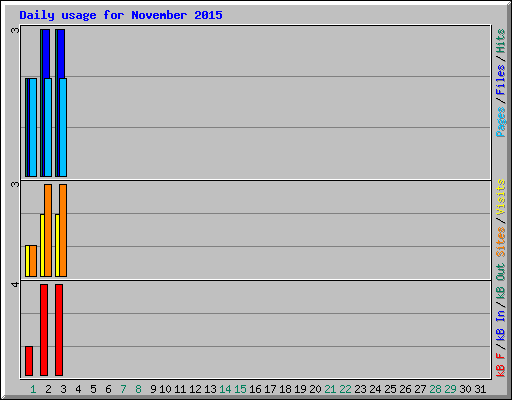 Daily usage for November 2015
3
3
4
Pages / Files / Hits
Sites / Visits
kB F / kB In / kB Out
1 2 3 4 5 6 7 8 9 10 11 12 13 14 15 16 17 18 19 20 21 22 23 24 25 26 27 28 29 30 31